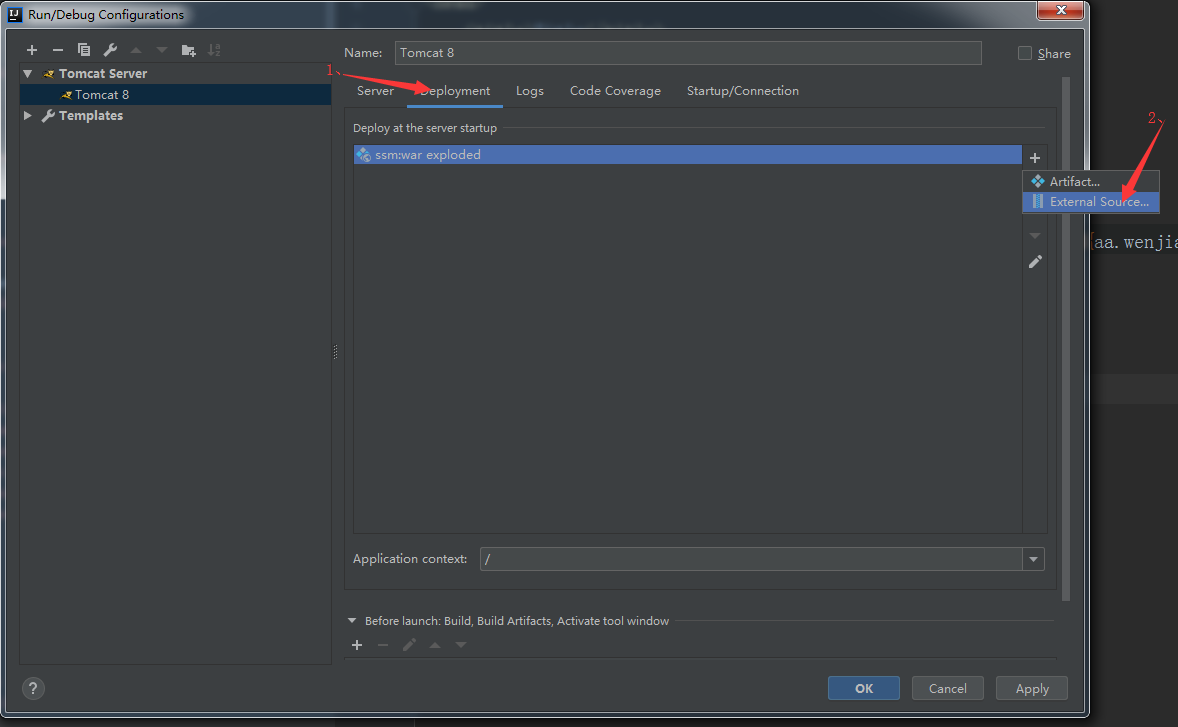 Run/Debug Configurations
Name: Tomcat 8
Share
Tomcat Server
Tomcat 8
Templates
1、
Server Deployment Logs Code Coverage Startup/Connection
Deploy at the server startup
ssm:war exploded
2、
Artifact...
External Source...
aa.wenjia
Application context: /
Before launch: Build, Build Artifacts, Activate tool window
?
OK Cancel Apply